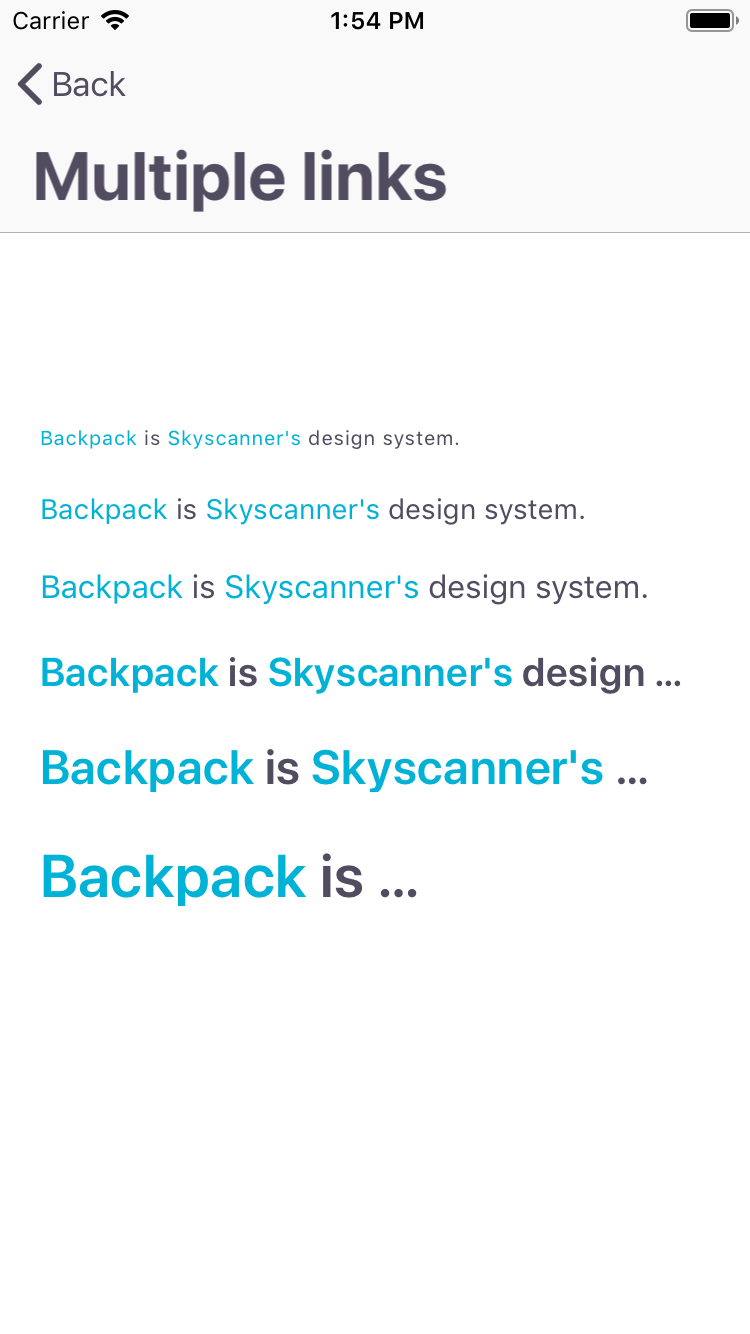 Carrier 1:54 PM
Back
Multiple links
Backpack is Skyscanner's design system.
Backpack is Skyscanner's design system.
Backpack is Skyscanner's design system.
Backpack is Skyscanner's design ...
Backpack is Skyscanner's ...
Backpack is ...